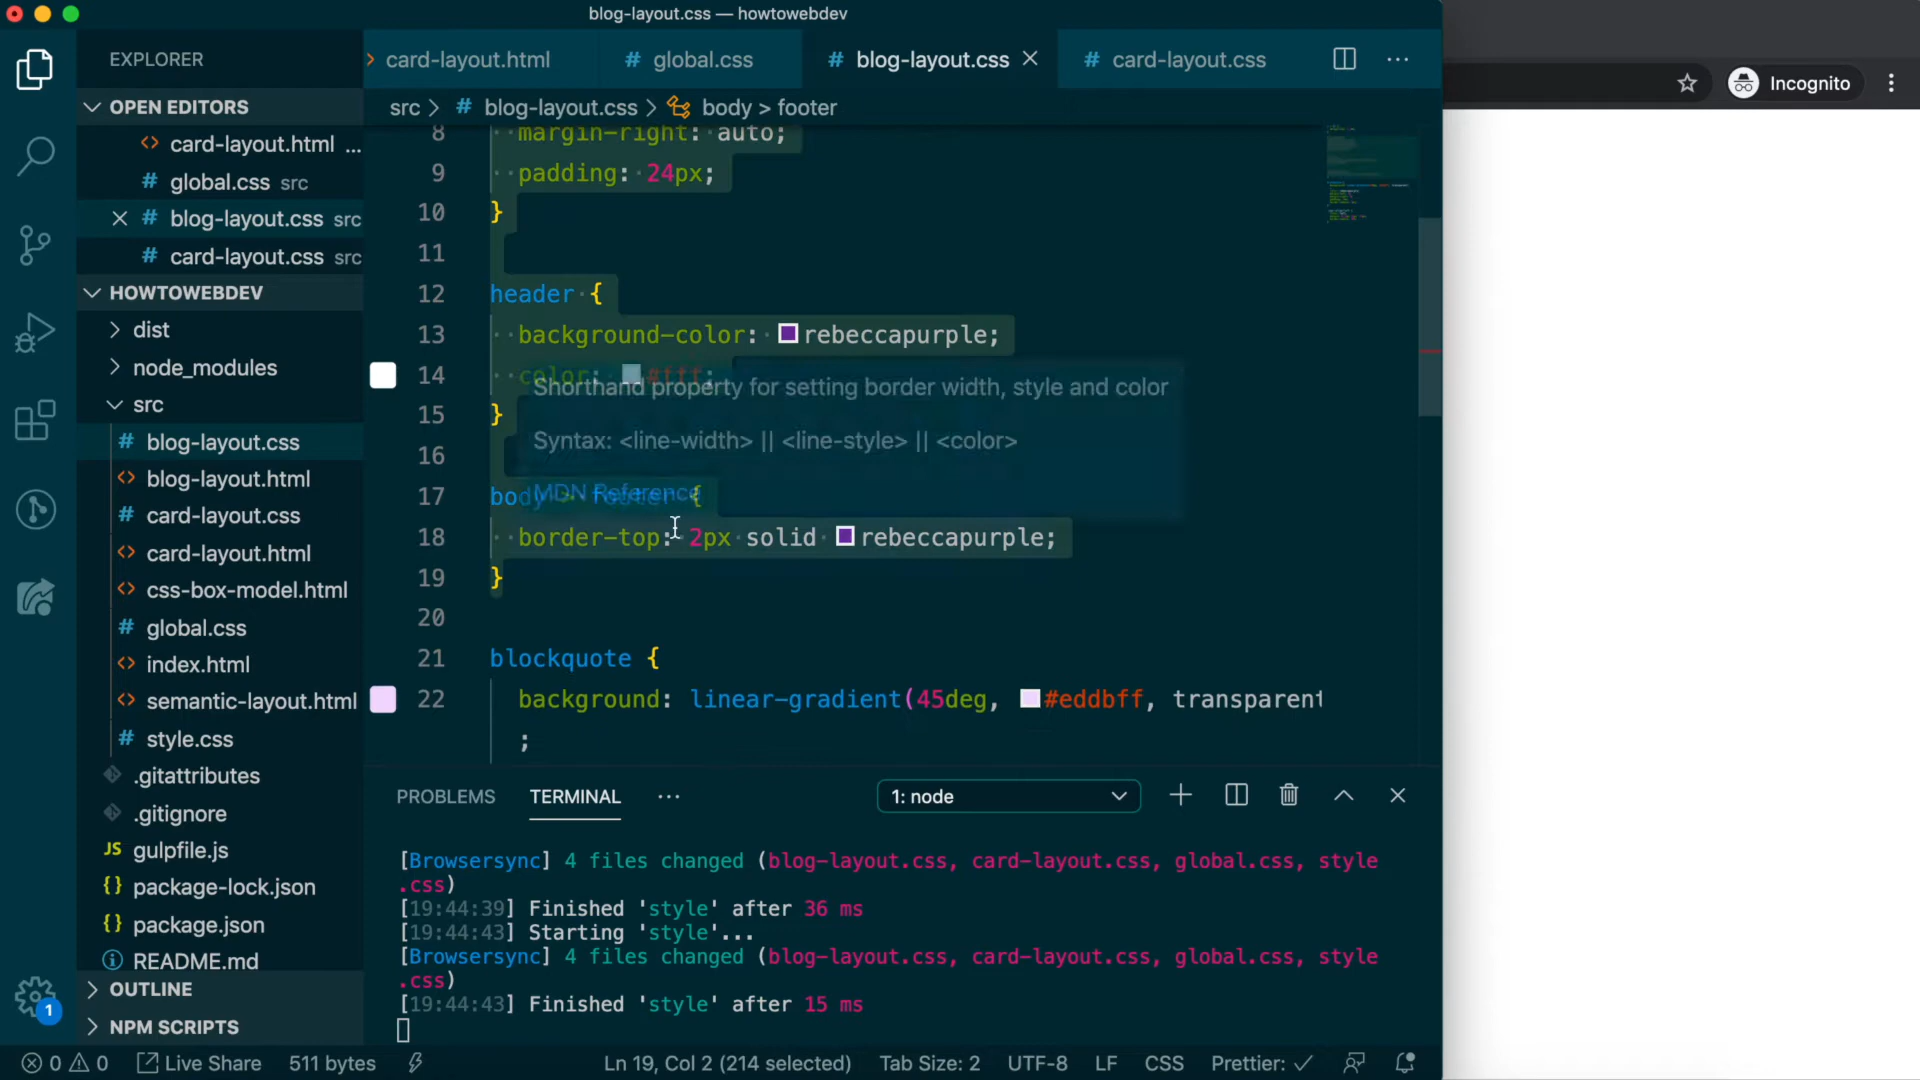 blog-layout.css — howtowebdev
EXPLORER
card-layout.html
# global.css
# blog-layout.css
# card-layout.css
Incognito
OPEN EDITORS
src > # blog-layout.css > body > footer
<> card-layout.html ...
# global.css src
# blog-layout.css src
# card-layout.css src
HOWTOWEBDEV
dist
node_modules
src
# blog-layout.css
<> blog-layout.html
# card-layout.css
<> card-layout.html
<> css-box-model.html
# global.css
<> index.html
<> semantic-layout.html
# style.css
.gitattributes
.gitignore
JS gulpfile.js
{} package-lock.json
{} package.json
README.md
OUTLINE
NPM SCRIPTS
8 margin-right: auto;
9 padding: 24px;
10 }
11
12 header {
13 background-color: rebeccapurple;
14 color: #fff;
15 }
16
17 body > footer {
18 border-top: 2px solid rebeccapurple;
19 }
20
21 blockquote {
22 background: linear-gradient(45deg, #eddbff, transparent
;
Shorthand property for setting border width, style and color
Syntax: <line-width> || <line-style> || <color>
MDN Reference
PROBLEMS TERMINAL ... 1: node
[Browsersync] 4 files changed (blog-layout.css, card-layout.css, global.css, style
.css)
[19:44:39] Finished 'style' after 36 ms
[19:44:43] Starting 'style'...
[Browsersync] 4 files changed (blog-layout.css, card-layout.css, global.css, style
.css)
[19:44:43] Finished 'style' after 15 ms
1
0 0 Live Share 511 bytes Ln 19, Col 2 (214 selected) Tab Size: 2 UTF-8 LF CSS Prettier: ✓